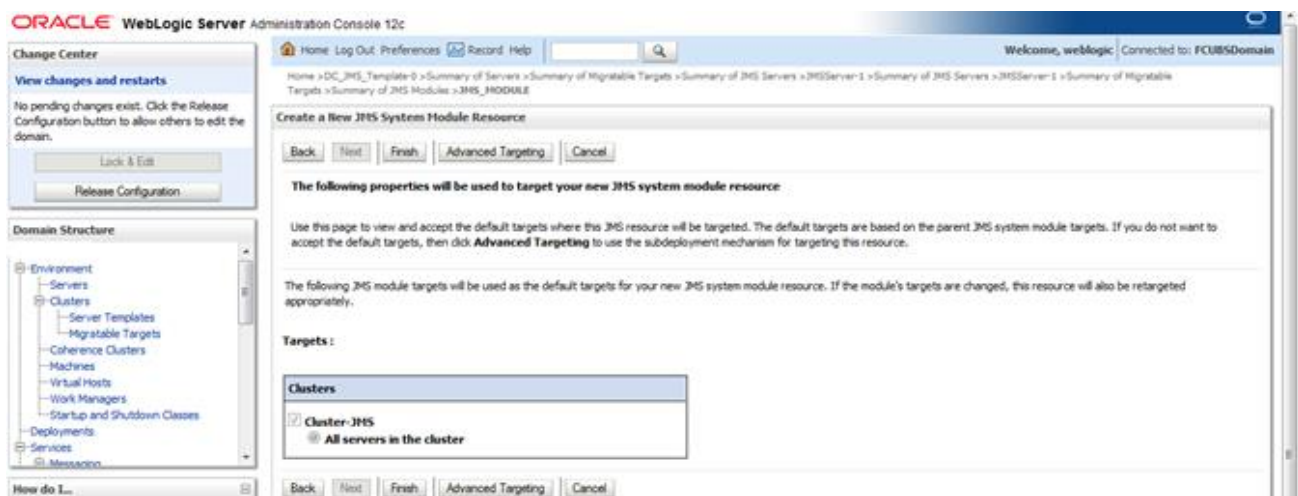 ORACLE WebLogic Server Administration Console 12c
Change Center
View changes and restarts
No pending changes exist. Click the Release
Configuration button to allow others to edit the
domain.
Lock & Edit
Release Configuration
Domain Structure
Environment
Servers
Clusters
Server Templates
Migratable Targets
Coherence Clusters
Machines
Virtual Hosts
Work Managers
Startup and Shutdown Classes
Deployments
Services
Messaging
How do I...
Home Log Out Preferences Record Help
Welcome, weblogic Connected to: FCUBSDomain
Home >DC_JMS_Template-0 >Summary of Servers >Summary of Migratable Targets >Summary of JMS Servers >JMSServer-1 >Summary of JMS Servers >JMSServer-1 >Summary of Migratable
Targets >Summary of JMS Modules >JMS_MODULE
Create a New JMS System Module Resource
Back Next Finish Advanced Targeting Cancel
The following properties will be used to target your new JMS system module resource
Use this page to view and accept the default targets where this JMS resource will be targeted. The default targets are based on the parent JMS system module targets. If you do not want to
accept the default targets, then click Advanced Targeting to use the subdeployment mechanism for targeting this resource.
The following JMS module targets will be used as the default targets for your new JMS system module resource. If the module's targets are changed, this resource will also be retargeted
appropriately.
Targets :
Clusters
Cluster-JMS
All servers in the cluster
Back Next Finish Advanced Targeting Cancel